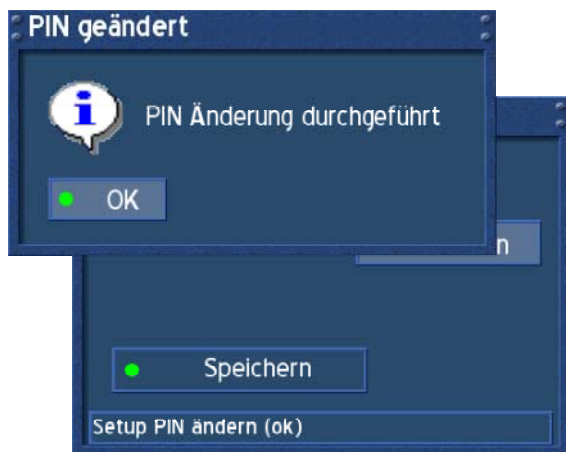 PIN geändert
PIN Änderung durchgeführt
OK
n
Speichern
Setup PIN ändern (ok)